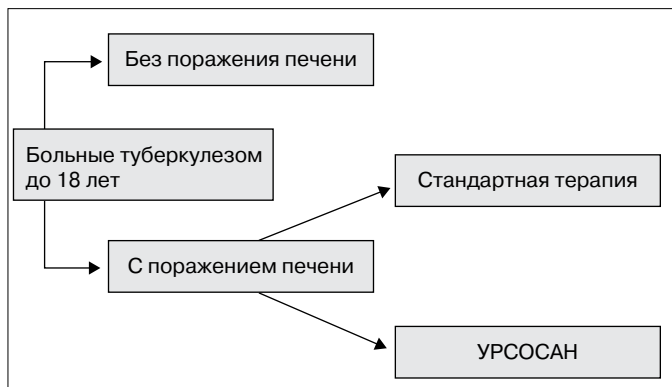 Без поражения печени
Больные туберкулезом
до 18 лет
Стандартная терапия
С поражением печени
УРСОСАН